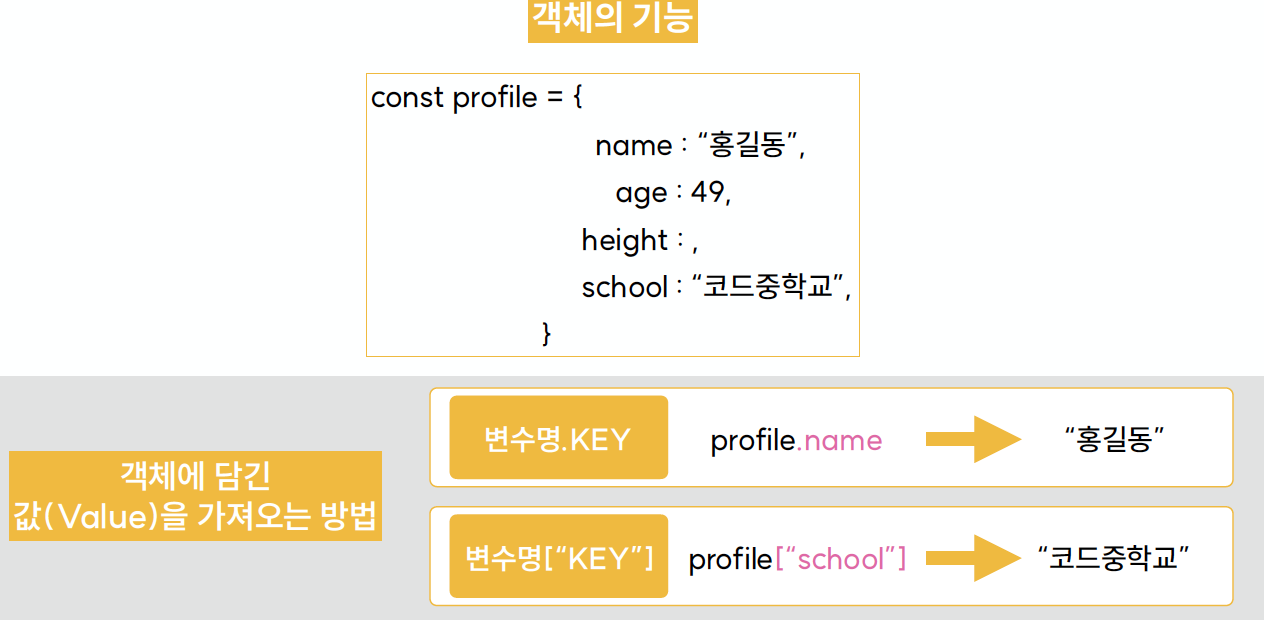 객체의 기능
const profile = {
name : “홍길동”,
age : 49,
height : ,
school : “코드중학교”,
}
객체에 담긴
값(Value)을 가져오는 방법
변수명.KEY
profile.name
“홍길동”
변수명[“KEY”]
profile[“school”]
“코드중학교”